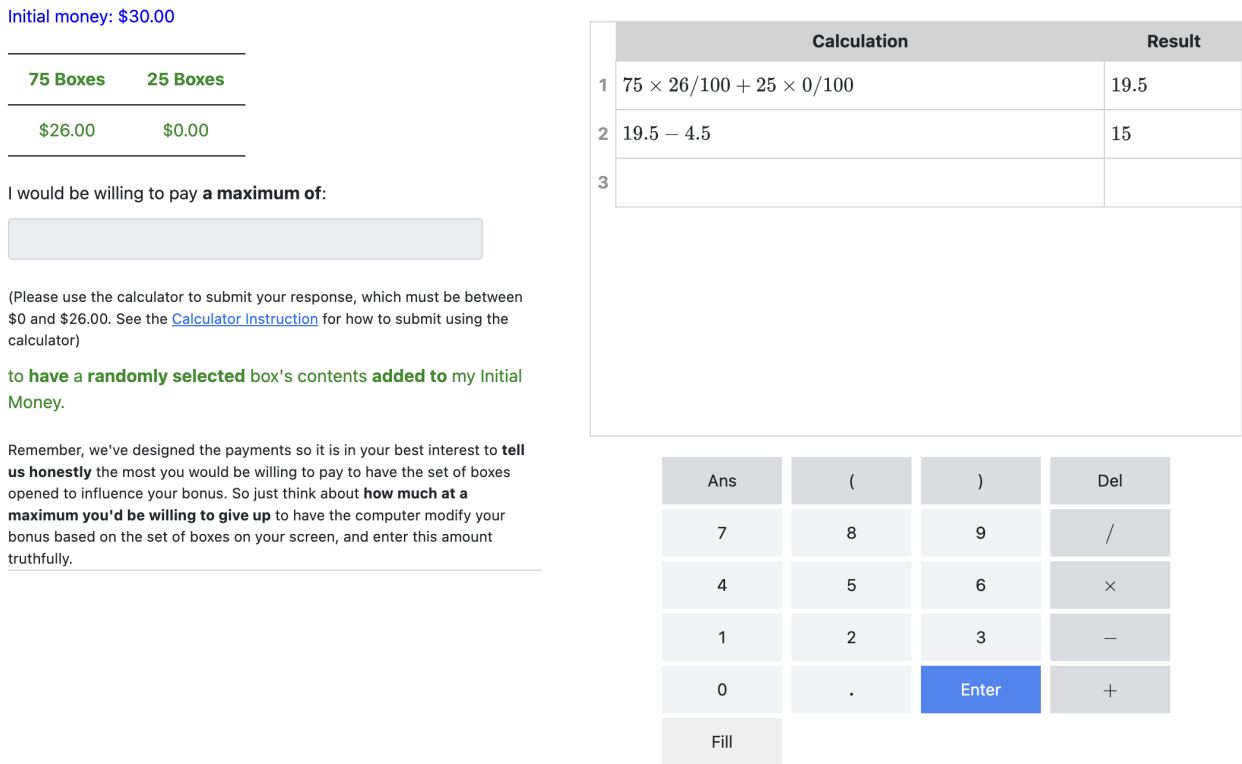 Initial money: $30.00
75 Boxes 25 Boxes
$26.00 $0.00
I would be willing to pay a maximum of:
(Please use the calculator to submit your response, which must be between
$0 and $26.00. See the Calculator Instruction for how to submit using the
calculator)
to have a randomly selected box's contents added to my Initial
Money.
Remember, we've designed the payments so it is in your best interest to tell
us honestly the most you would be willing to pay to have the set of boxes
opened to influence your bonus. So just think about how much at a
maximum you'd be willing to give up to have the computer modify your
bonus based on the set of boxes on your screen, and enter this amount
truthfully.
Calculation Result
1 75 × 26/100 + 25 × 0/100 19.5
2 19.5 − 4.5 15
3
Ans ( ) Del
7 8 9 /
4 5 6 ×
1 2 3 −
0 . Enter +
Fill